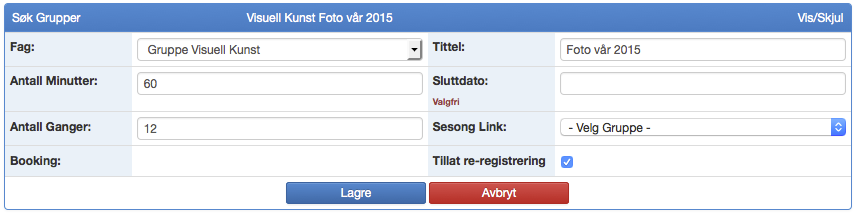 Søk Grupper Visuell Kunst Foto vår 2015 Vis/Skjul
Fag: Gruppe Visuell Kunst Tittel: Foto vår 2015
Antall Minutter: 60 Sluttdato:
Valgfri
Antall Ganger: 12 Sesong Link: - Velg Gruppe -
Booking: Tillat re-registrering
Lagre Avbryt